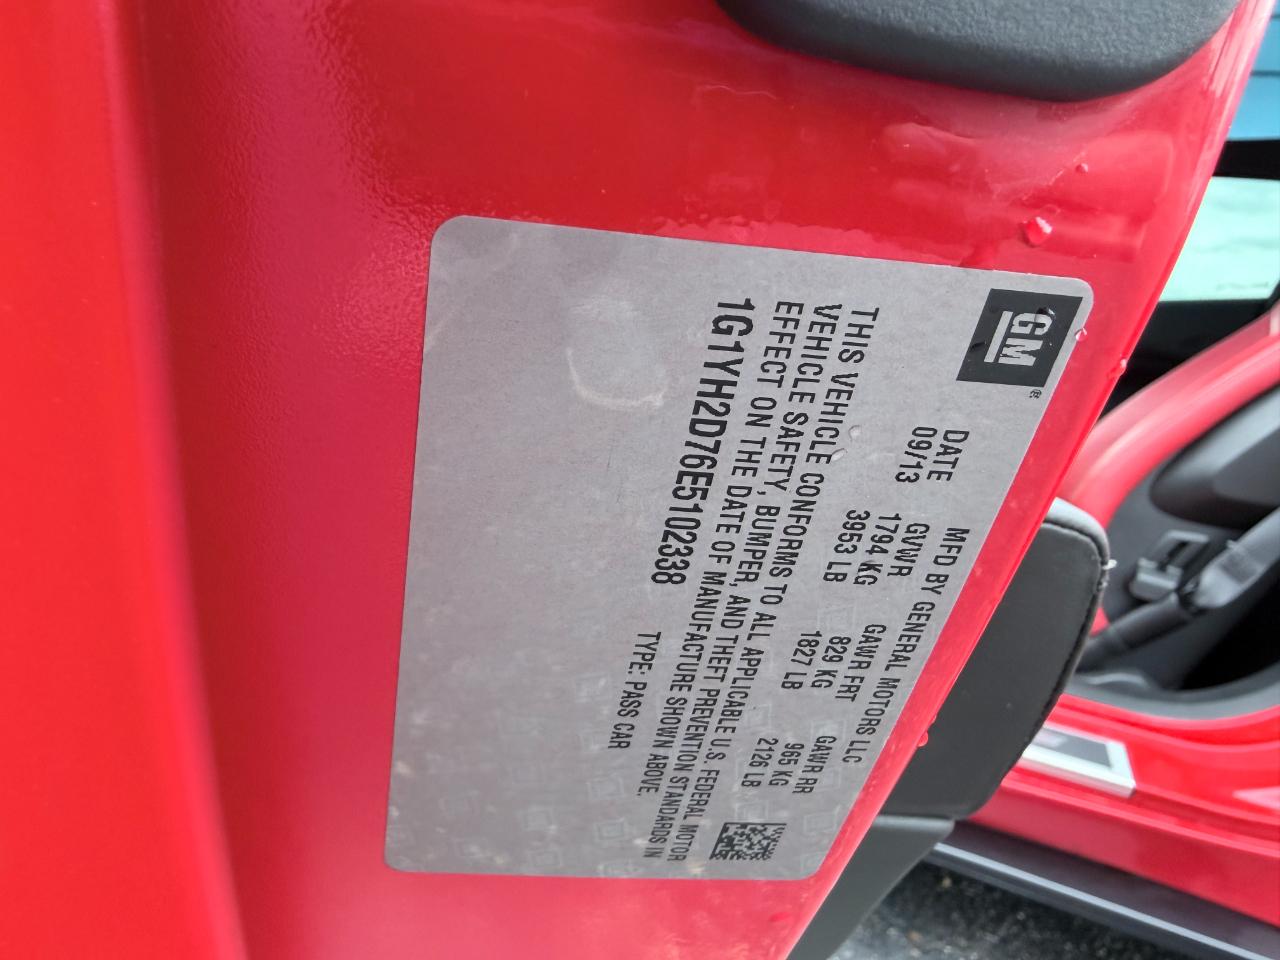 GM®
MFD BY GENERAL MOTORS LLC
DATE GVWR GAWR FRT GAWR RR
09/13 1794 KG 829 KG 965 KG
3953 LB 1827 LB 2126 LB
THIS VEHICLE CONFORMS TO ALL APPLICABLE U.S. FEDERAL MOTOR
VEHICLE SAFETY, BUMPER, AND THEFT PREVENTION STANDARDS IN
EFFECT ON THE DATE OF MANUFACTURE SHOWN ABOVE.
1G1YH2D76E5102338 TYPE: PASS CAR